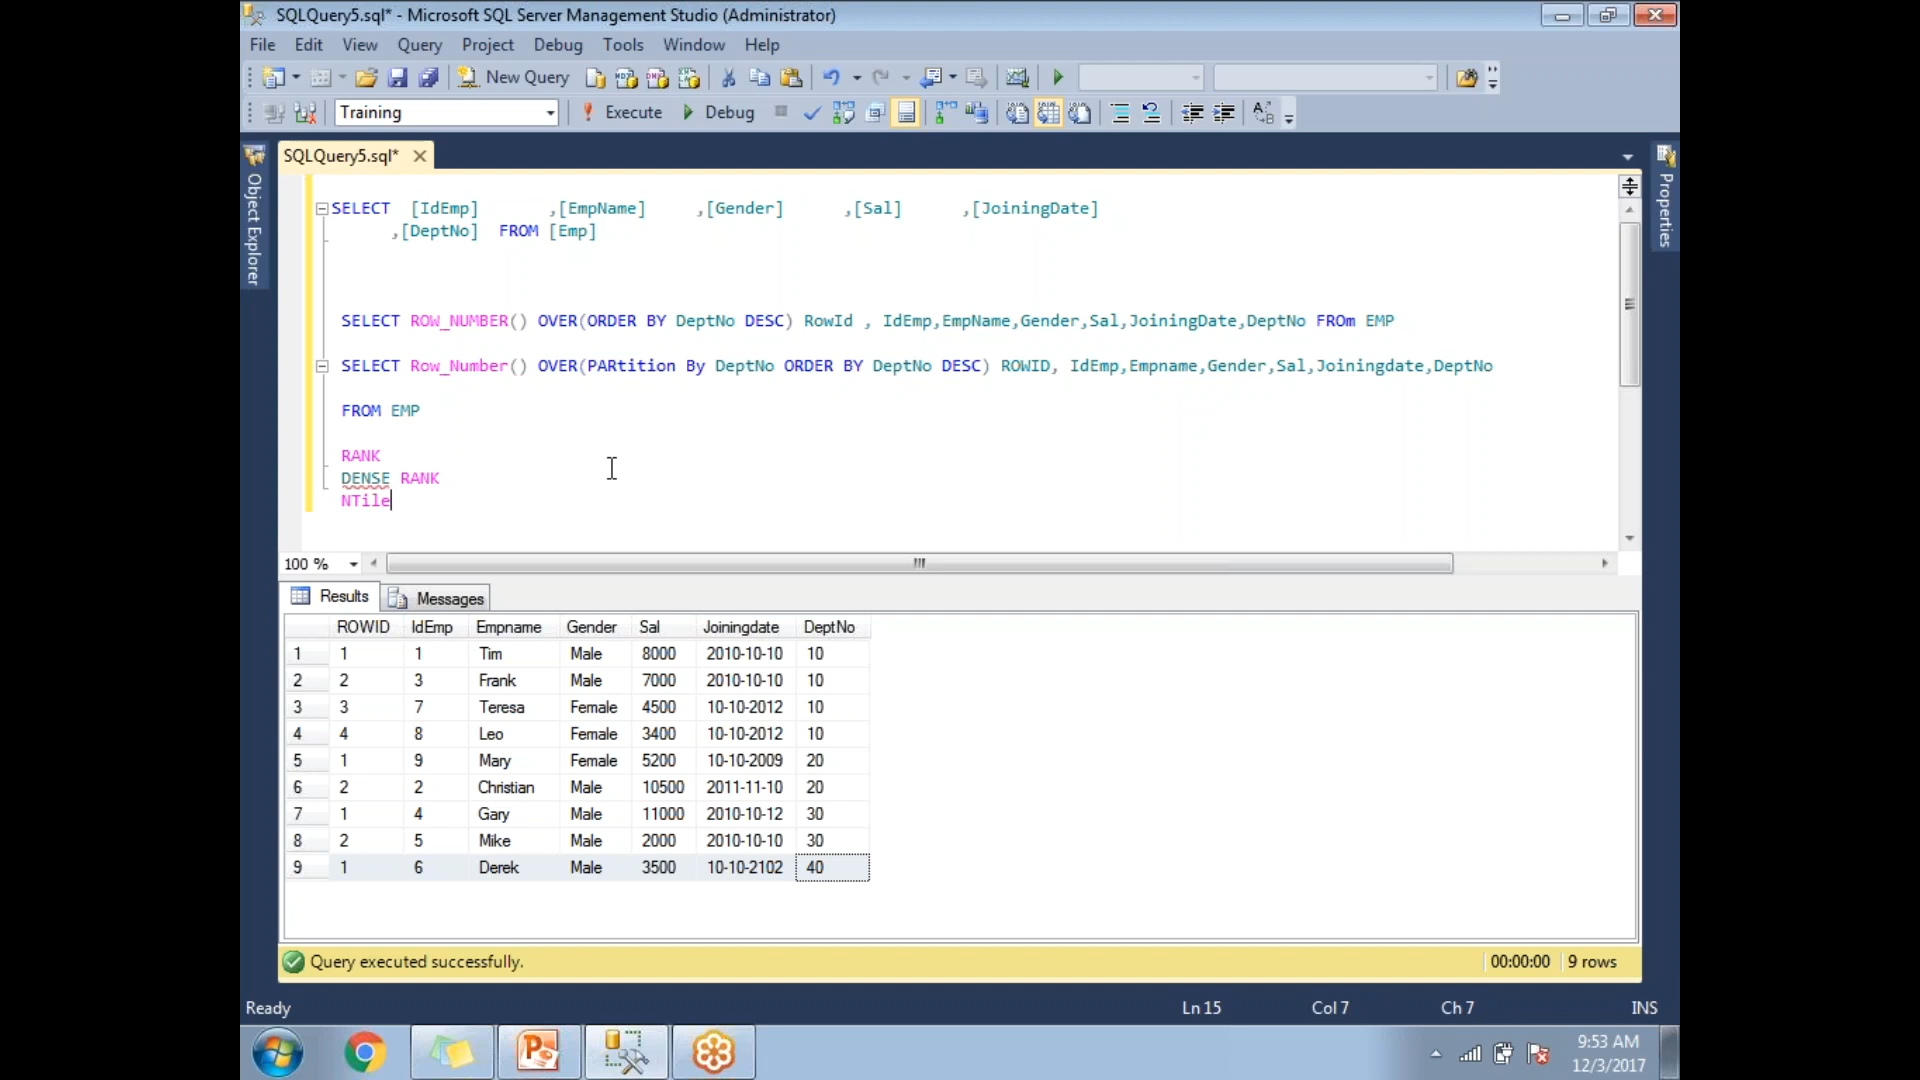 SQLQuery5.sql* - Microsoft SQL Server Management Studio (Administrator)
File Edit View Query Project Debug Tools Window Help
New Query
Training Execute Debug
SQLQuery5.sql*
Object Explorer
Properties
SELECT [IdEmp] ,[EmpName] ,[Gender] ,[Sal] ,[JoiningDate]
,[DeptNo] FROM [Emp]
SELECT ROW_NUMBER() OVER(ORDER BY DeptNo DESC) RowId , IdEmp,EmpName,Gender,Sal,JoiningDate,DeptNo FROm EMP
SELECT Row_Number() OVER(PARtition By DeptNo ORDER BY DeptNo DESC) ROWID, IdEmp,Empname,Gender,Sal,Joiningdate,DeptNo
FROM EMP
RANK
DENSE RANK
NTile
100 %
Results Messages
ROWID IdEmp Empname Gender Sal Joiningdate DeptNo
1 1 1 Tim Male 8000 2010-10-10 10
2 2 3 Frank Male 7000 2010-10-10 10
3 3 7 Teresa Female 4500 10-10-2012 10
4 4 8 Leo Female 3400 10-10-2012 10
5 1 9 Mary Female 5200 10-10-2009 20
6 2 2 Christian Male 10500 2011-11-10 20
7 1 4 Gary Male 11000 2010-10-12 30
8 2 5 Mike Male 2000 2010-10-10 30
9 1 6 Derek Male 3500 10-10-2102 40
Query executed successfully. 00:00:00 9 rows
Ready Ln 15 Col 7 Ch 7 INS
9:53 AM
12/3/2017